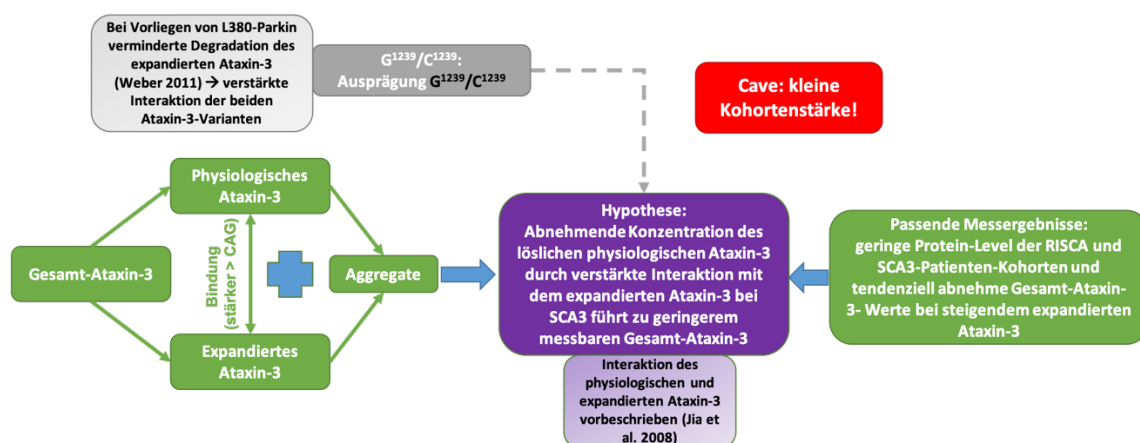 Bei Vorliegen von L380-Parkin
verminderte Degradation des
expandierten Ataxin-3
(Weber 2011) → verstärkte
Interaktion der beiden
Ataxin-3-Varianten
G¹²³⁹/C¹²³⁹:
Ausprägung G¹²³⁹/C¹²³⁹
Cave: kleine
Kohortenstärke!
Physiologisches
Ataxin-3
Gesamt-Ataxin-3
Bindung
(stärker > CAG)
Aggregate
Expandiertes
Ataxin-3
Hypothese:
Abnehmende Konzentration des
löslichen physiologischen Ataxin-3
durch verstärkte Interaktion mit
dem expandierten Ataxin-3 bei
SCA3 führt zu geringerem
messbaren Gesamt-Ataxin-3
Interaktion des
physiologischen und
expandierten Ataxin-3
vorbeschrieben (Jia et
al. 2008)
Passende Messergebnisse:
geringe Protein-Level der RISCA und
SCA3-Patienten-Kohorten und
tendenziell abnehme Gesamt-Ataxin-
3- Werte bei steigendem expandierten
Ataxin-3